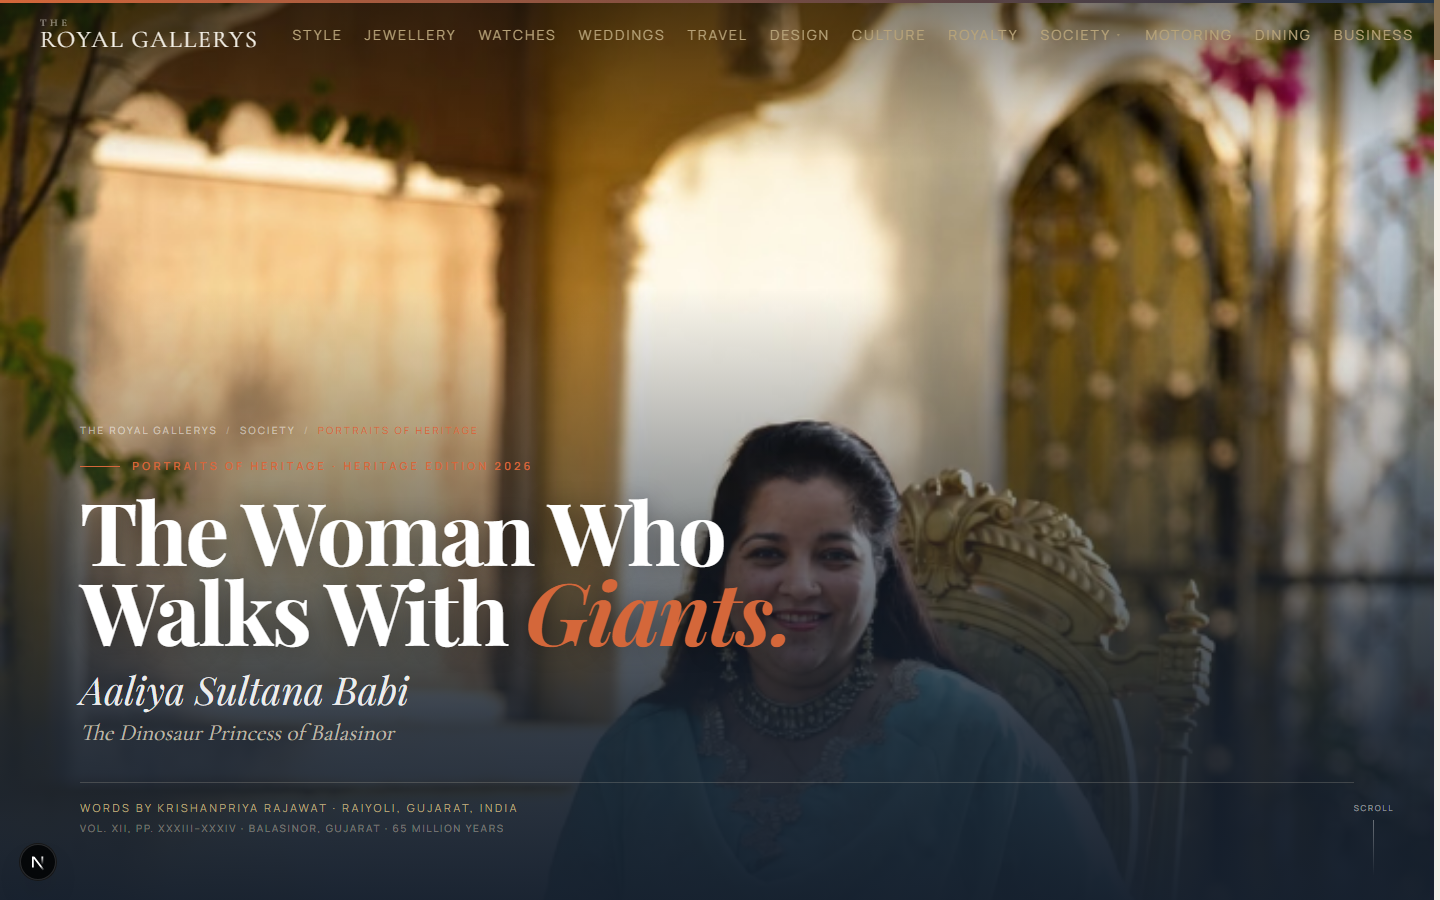 THE
ROYAL GALLERYS
STYLE JEWELLERY WATCHES WEDDINGS TRAVEL DESIGN CULTURE ROYALTY SOCIETY · MOTORING DINING BUSINESS
THE ROYAL GALLERYS / SOCIETY / PORTRAITS OF HERITAGE
PORTRAITS OF HERITAGE · HERITAGE EDITION 2026
The Woman Who
Walks With Giants.
Aaliya Sultana Babi
The Dinosaur Princess of Balasinor
WORDS BY KRISHANPRIYA RAJAWAT · RAIYOLI, GUJARAT, INDIA
VOL. XII, PP. XXXIII–XXXIV · BALASINOR, GUJARAT · 65 MILLION YEARS
SCROLL
N